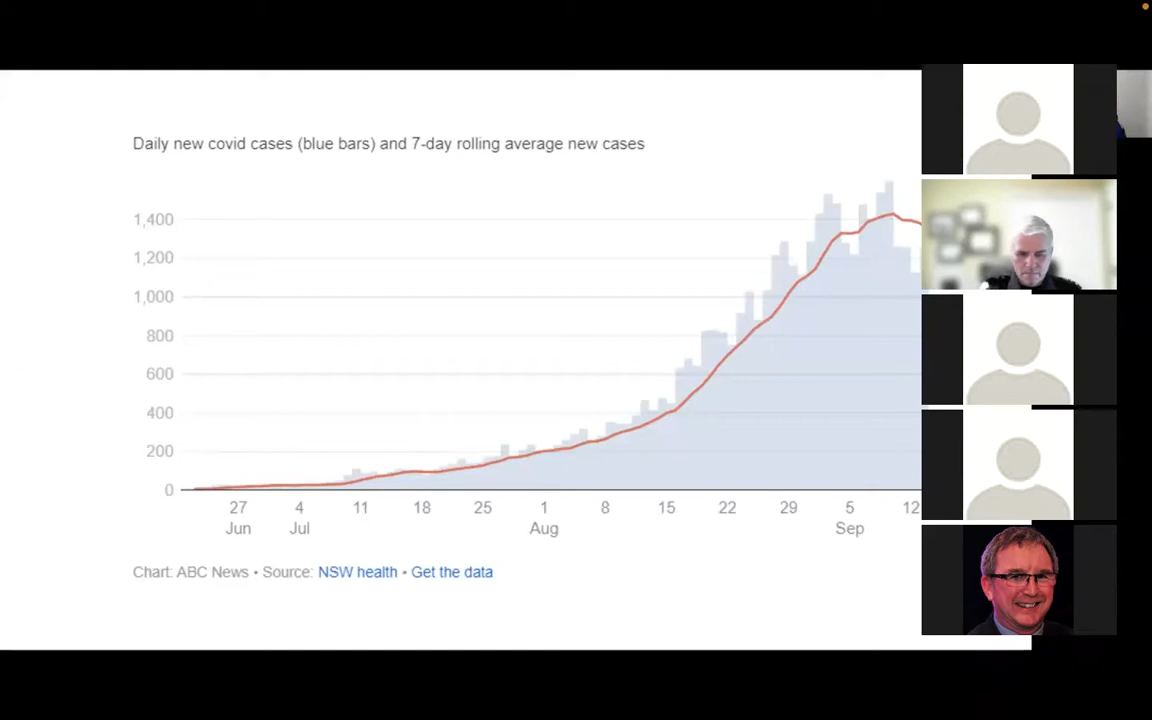 Daily new covid cases (blue bars) and 7-day rolling average new cases
1,400
1,200
1,000
800
600
400
200
0
27 4 11 18 25 1 8 15 22 29 5 12
Jun Jul Aug Sep
Chart: ABC News • Source: NSW health • Get the data